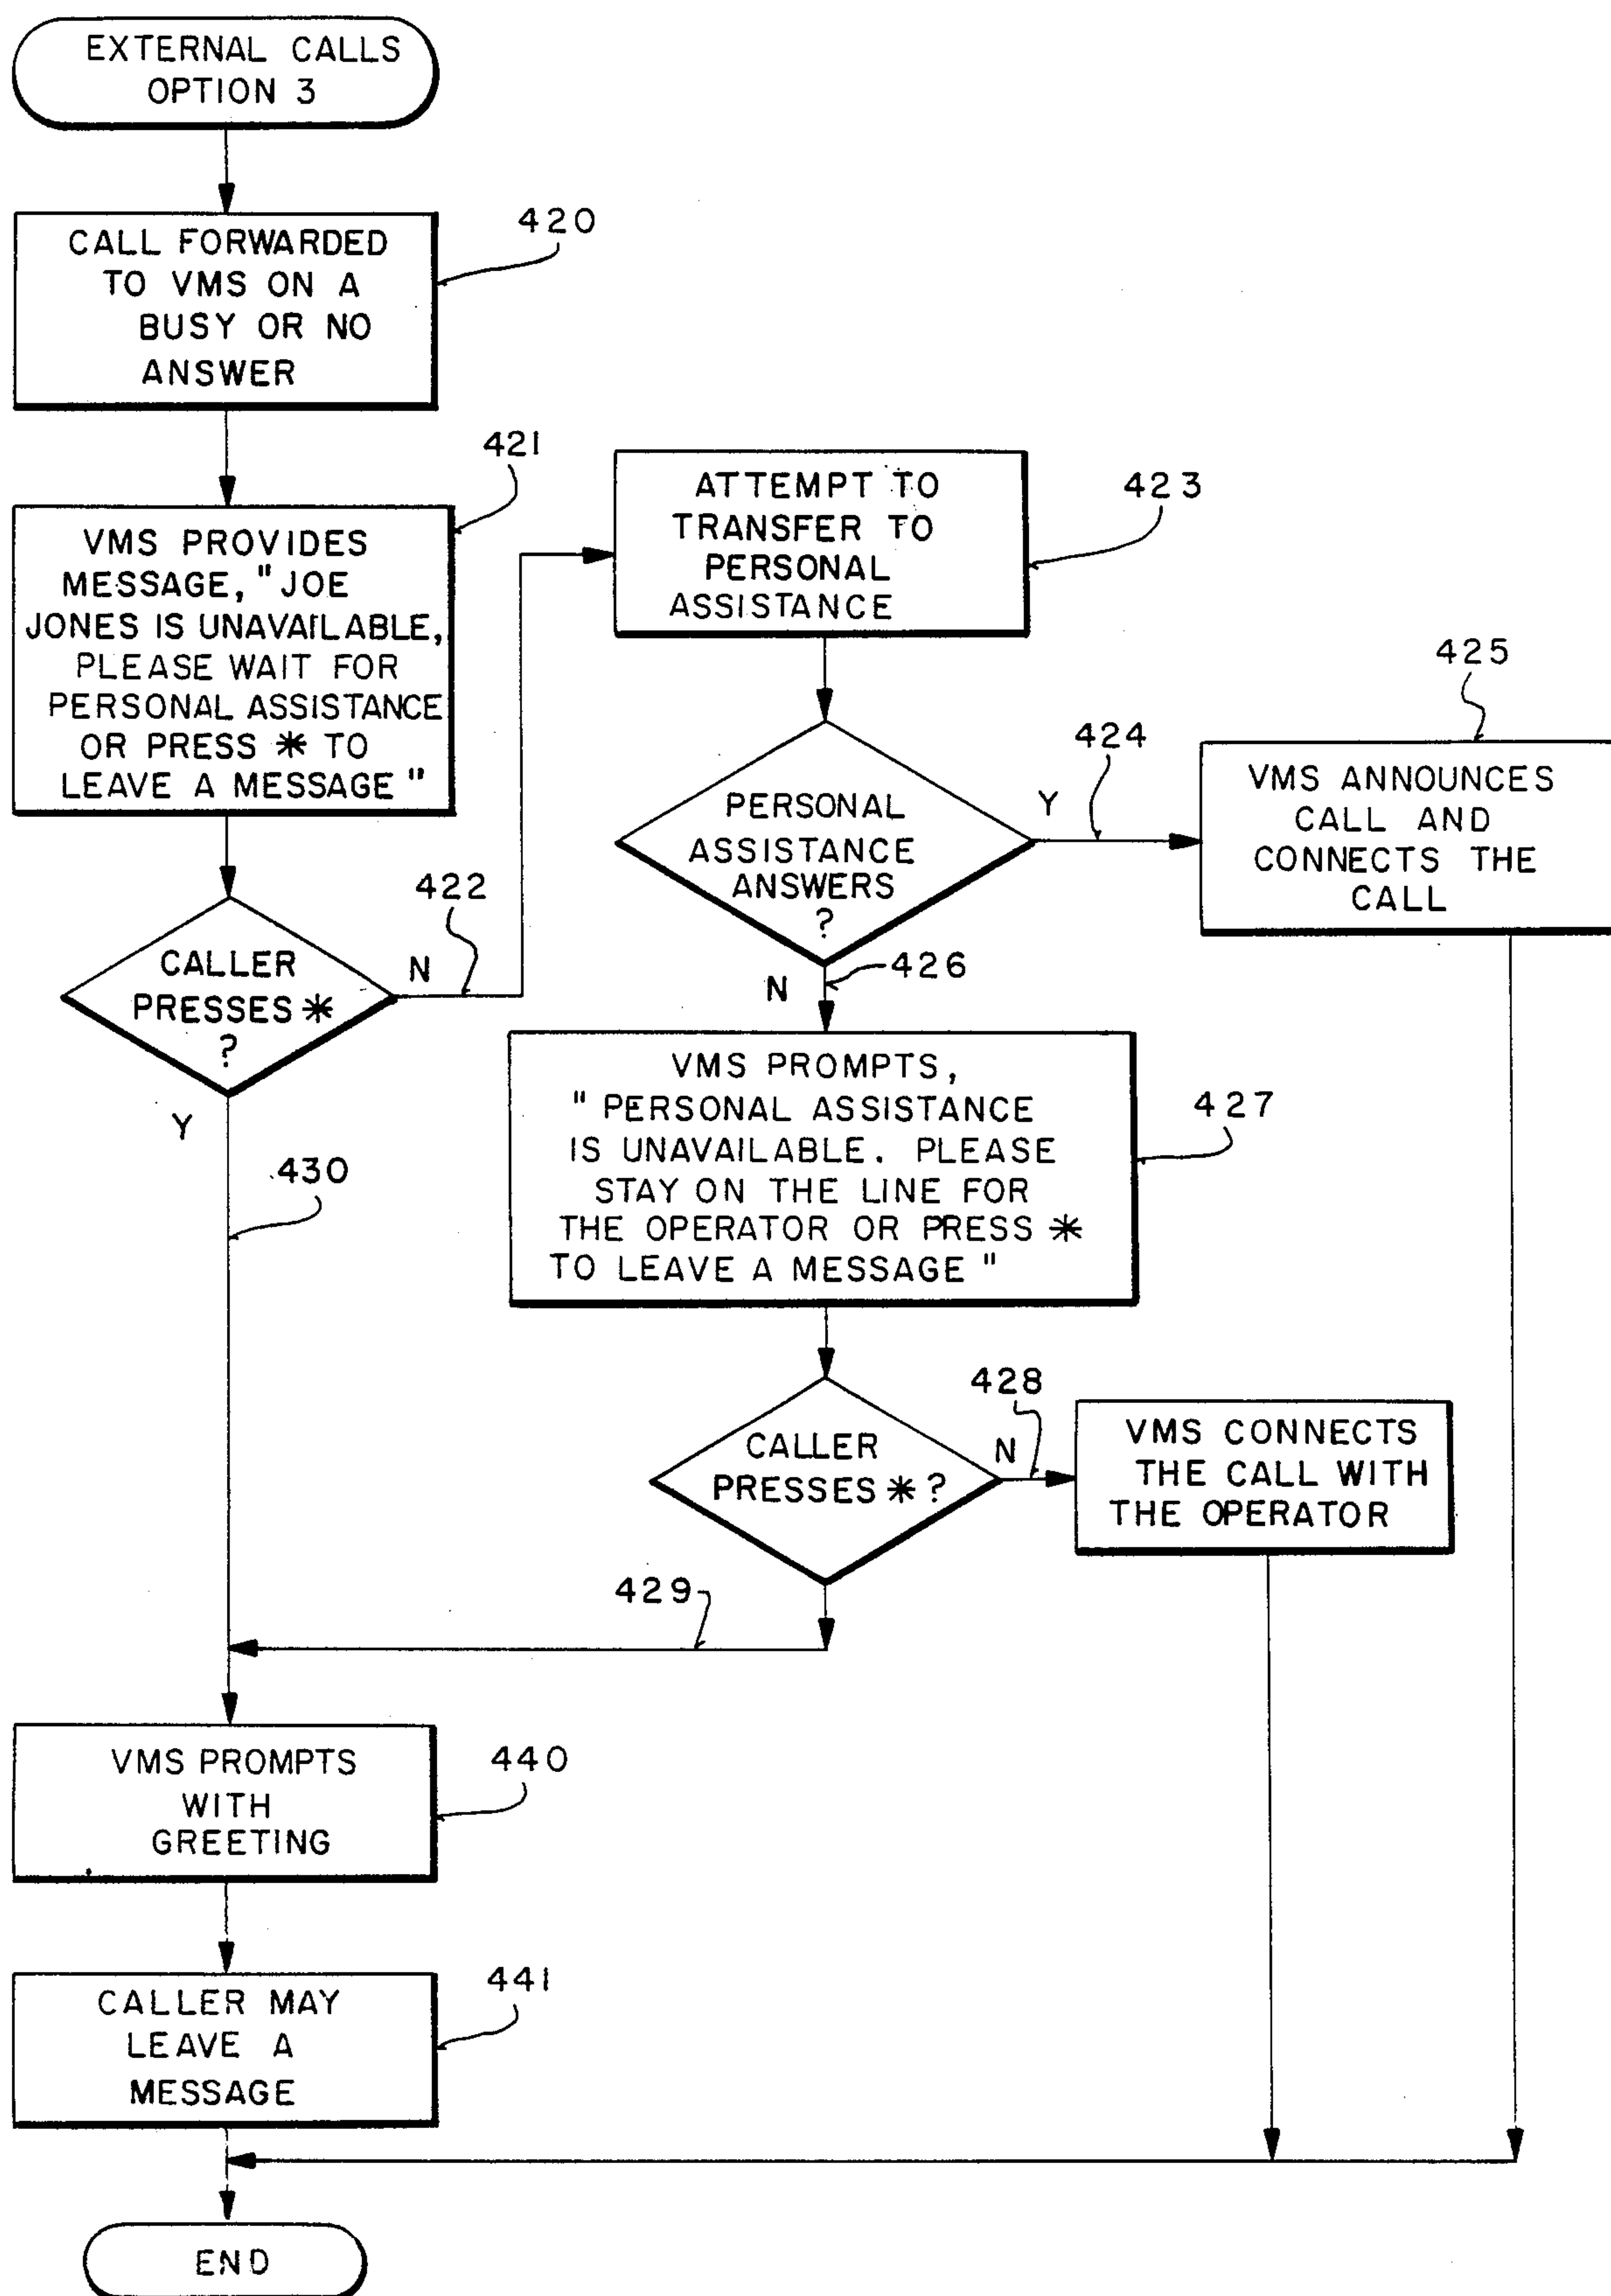 EXTERNAL CALLS
OPTION 3
420
CALL FORWARDED
TO VMS ON A
BUSY OR NO
ANSWER
421
VMS PROVIDES
MESSAGE, "JOE
JONES IS UNAVAILABLE,
PLEASE WAIT FOR
PERSONAL ASSISTANCE
OR PRESS * TO
LEAVE A MESSAGE"
422
CALLER
PRESSES *
?
N
Y
430
423
ATTEMPT TO
TRANSFER TO
PERSONAL
ASSISTANCE
PERSONAL
ASSISTANCE
ANSWERS
?
Y
424
425
VMS ANNOUNCES
CALL AND
CONNECTS THE
CALL
426
N
VMS PROMPTS,
"PERSONAL ASSISTANCE
IS UNAVAILABLE. PLEASE
STAY ON THE LINE FOR
THE OPERATOR OR PRESS *
TO LEAVE A MESSAGE"
427
CALLER
PRESSES * ?
N
428
VMS CONNECTS
THE CALL WITH
THE OPERATOR
429
VMS PROMPTS
WITH
GREETING
440
CALLER MAY
LEAVE A
MESSAGE
441
END